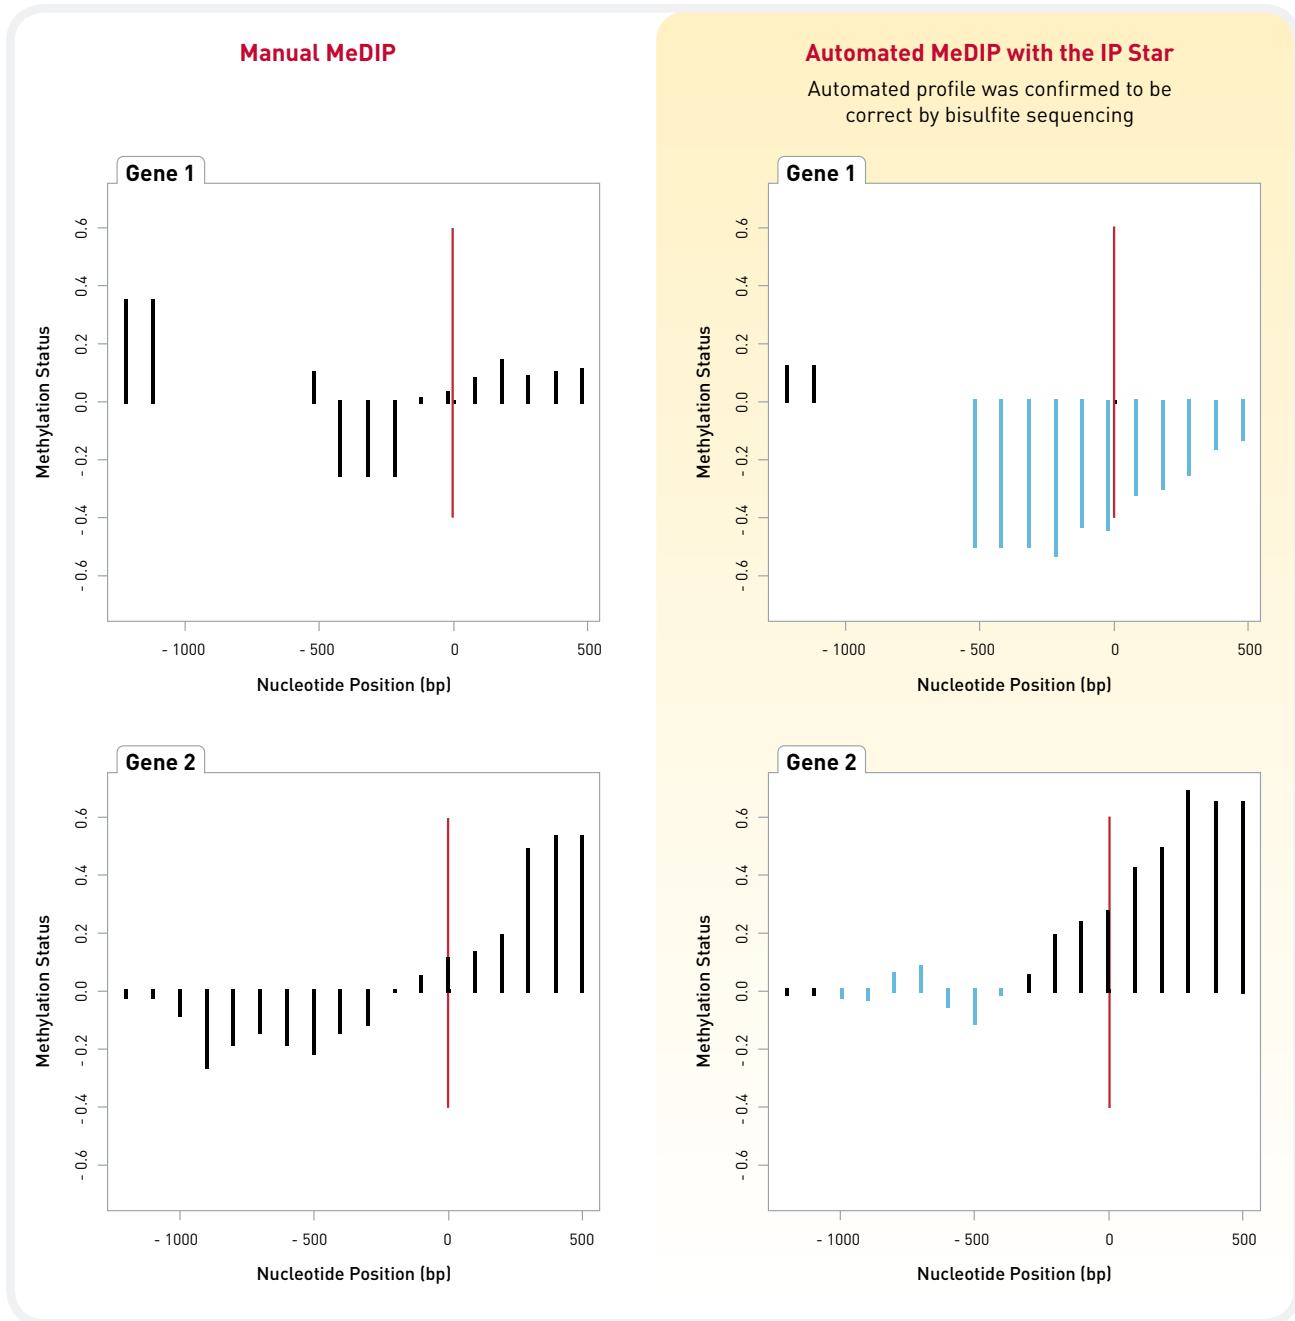 Manual MeDIP
Automated MeDIP with the IP Star
Automated profile was confirmed to be
correct by bisulfite sequencing
Gene 1
0.6
0.4
0.2
0.0
- 0.2
- 0.4
- 0.6
Methylation Status
- 1000
- 500
0
500
Nucleotide Position (bp)
Gene 1
0.6
0.4
0.2
0.0
- 0.2
- 0.4
- 0.6
Methylation Status
- 1000
- 500
0
500
Nucleotide Position (bp)
Gene 2
0.6
0.4
0.2
0.0
- 0.2
- 0.4
- 0.6
Methylation Status
- 1000
- 500
0
500
Nucleotide Position (bp)
Gene 2
0.6
0.4
0.2
0.0
- 0.2
- 0.4
- 0.6
Methylation Status
- 1000
- 500
0
500
Nucleotide Position (bp)